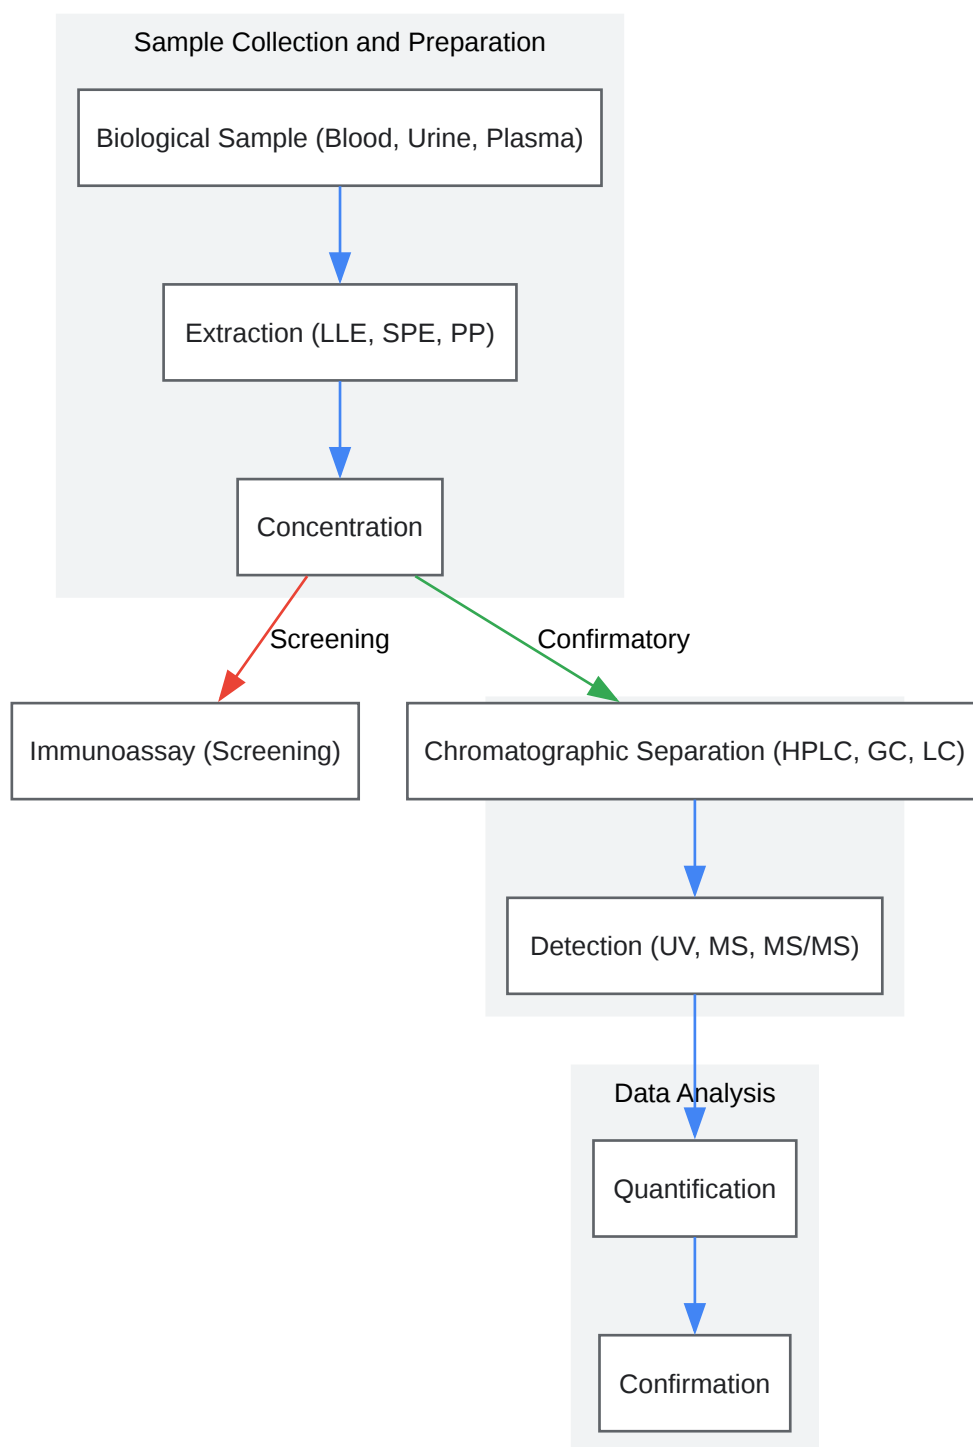 Sample Collection and Preparation
Biological Sample (Blood, Urine, Plasma)
Extraction (LLE, SPE, PP)
Concentration
Screening
Confirmatory
Immunoassay (Screening)
Chromatographic Separation (HPLC, GC, LC)
Detection (UV, MS, MS/MS)
Data Analysis
Quantification
Confirmation